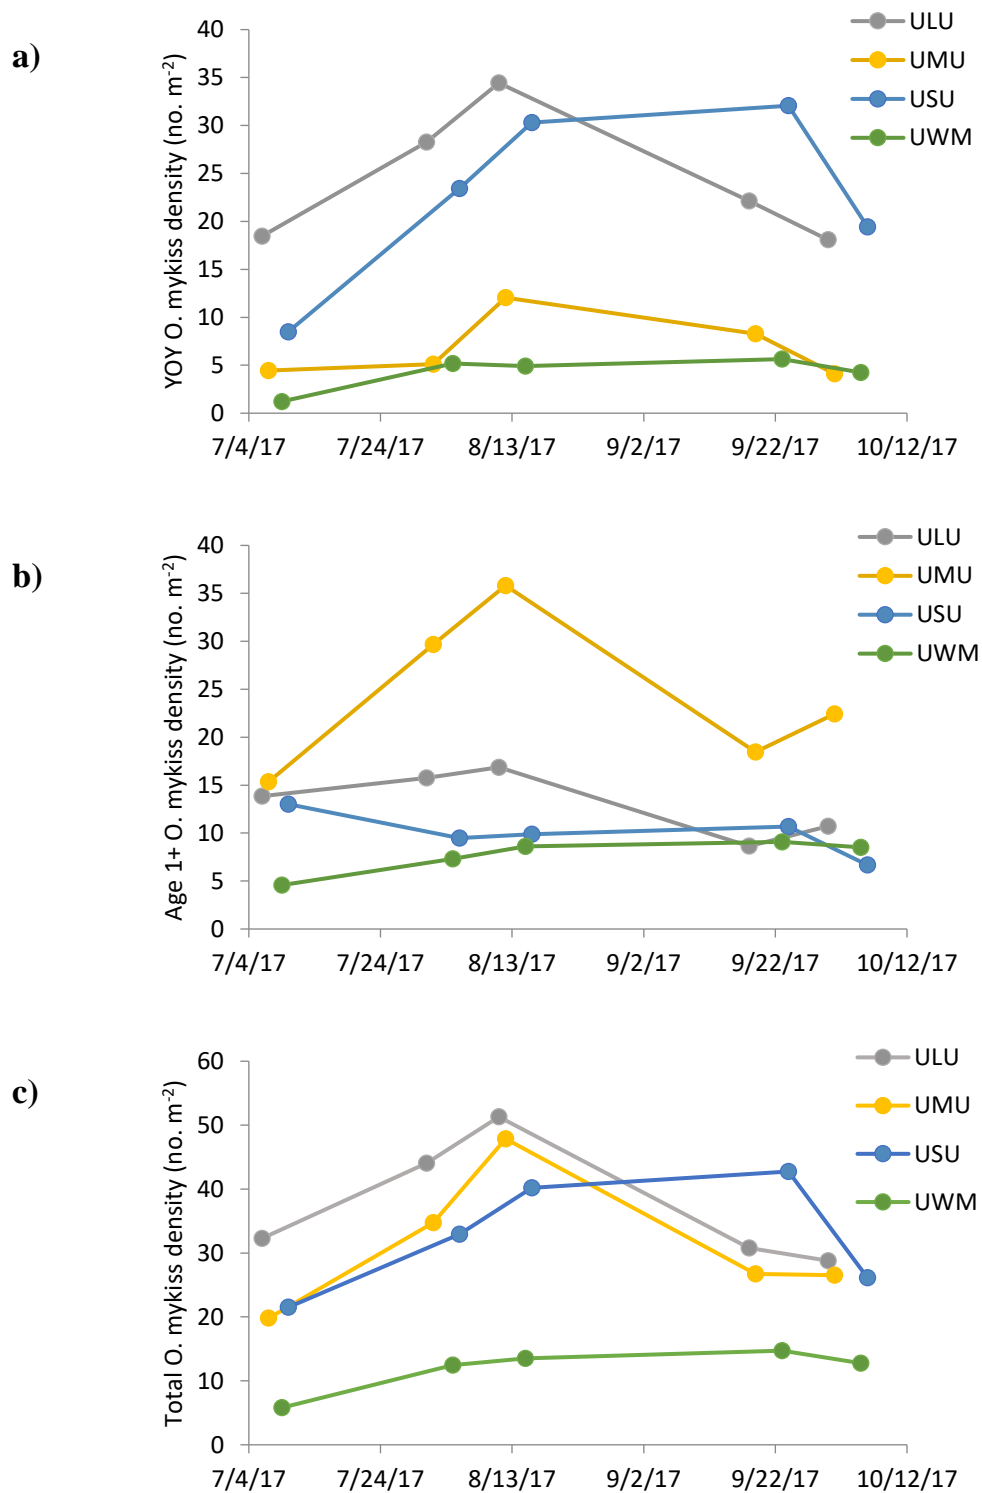 a)
YOY O. mykiss density (no. m-2)
40
35
30
25
20
15
10
5
0
7/4/17 7/24/17 8/13/17 9/2/17 9/22/17 10/12/17
ULU
UMU
USU
UWM
b)
Age 1+ O. mykiss density (no. m-2)
40
35
30
25
20
15
10
5
0
7/4/17 7/24/17 8/13/17 9/2/17 9/22/17 10/12/17
ULU
UMU
USU
UWM
c)
Total O. mykiss density (no. m-2)
60
50
40
30
20
10
0
7/4/17 7/24/17 8/13/17 9/2/17 9/22/17 10/12/17
ULU
UMU
USU
UWM